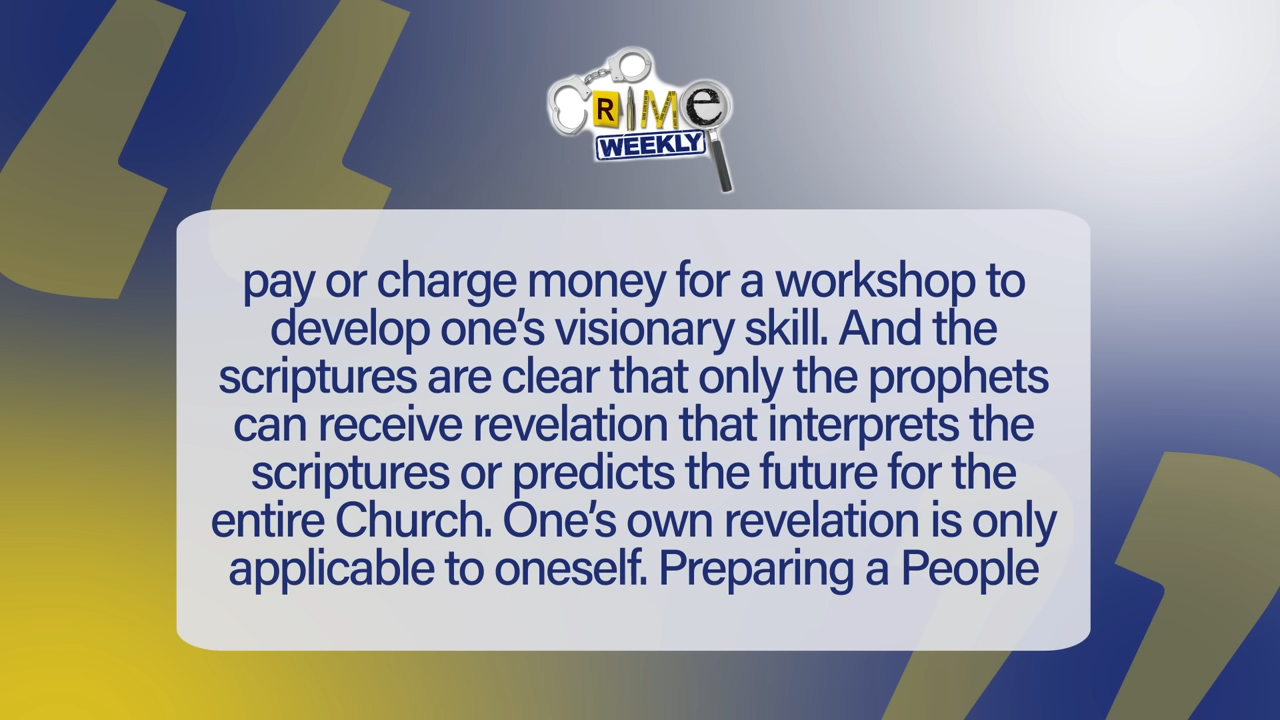 CRIMe
WEEKLY
pay or charge money for a workshop to
develop one’s visionary skill. And the
scriptures are clear that only the prophets
can receive revelation that interprets the
scriptures or predicts the future for the
entire Church. One’s own revelation is only
applicable to oneself. Preparing a People